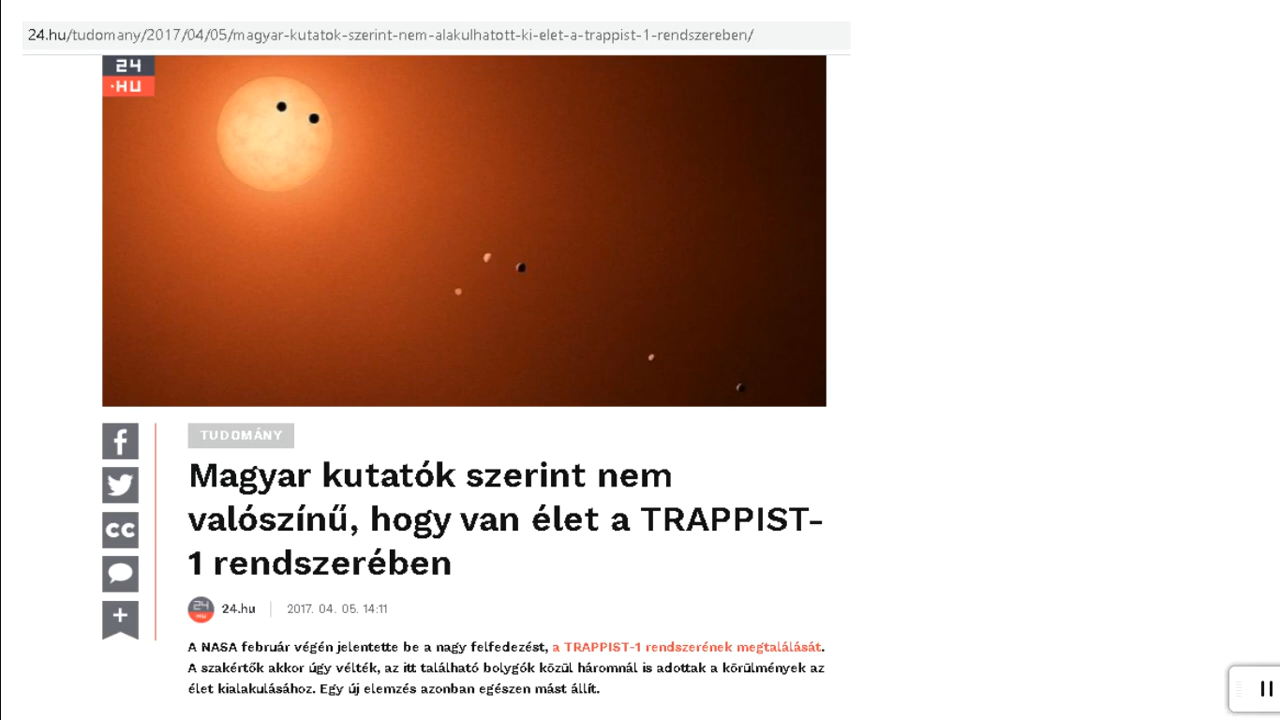 24.hu/tudomany/2017/04/05/magyar-kutatok-szerint-nem-alakulhatott-ki-elet-a-trappist-1-rendszereben/
24
.HU
TUDOMÁNY
Magyar kutatók szerint nem
valószínű, hogy van élet a TRAPPIST-
1 rendszerében
24.hu | 2017. 04. 05. 14:11
A NASA február végén jelentette be a nagy felfedezést, a TRAPPIST-1 rendszerének megtalálását.
A szakértők akkor úgy vélték, az itt található bolygók közül háromnál is adottak a körülmények az
élet kialakulásához. Egy új elemzés azonban egészen mást állít.